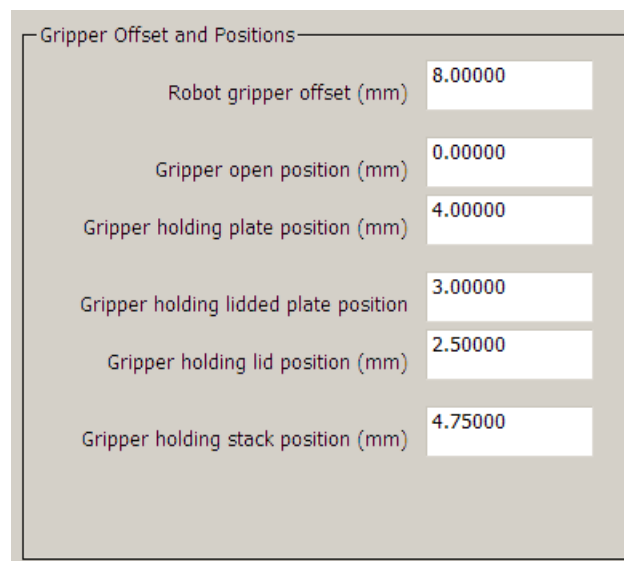 Gripper Offset and Positions
Robot gripper offset (mm) 8.00000
Gripper open position (mm) 0.00000
Gripper holding plate position (mm) 4.00000
Gripper holding lidded plate position 3.00000
Gripper holding lid position (mm) 2.50000
Gripper holding stack position (mm) 4.75000